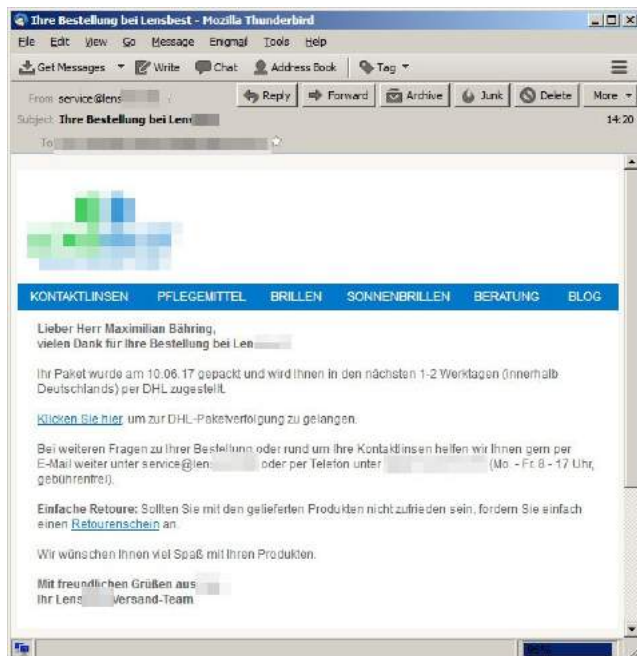 Ihre Bestellung bei Lensbest - Mozilla Thunderbird
File Edit View Go Message Enigmail Tools Help
Get Messages Write Chat Address Book Tag
From service@lens Reply Forward Archive Junk Delete More
Subject: Ihre Bestellung bei Len 14:20
To
KONTAKTLINSEN PFLEGEMITTEL BRILLEN SONNENBRILLEN BERATUNG BLOG
Lieber Herr Maximilian Bähring,
vielen Dank für Ihre Bestellung bei Len
Ihr Paket wurde am 10.06.17 gepackt und wird Ihnen in den nächsten 1-2 Werktagen (innerhalb
Deutschlands) per DHL zugestellt.
Klicken Sie hier, um zur DHL-Paketverfolgung zu gelangen.
Bei weiteren Fragen zu Ihrer Bestellung oder rund um Ihre Kontaktlinsen helfen wir Ihnen gern per
E-Mail weiter unter service@len oder per Telefon unter (Mo. - Fr. 8 - 17 Uhr,
gebührenfrei).
Einfache Retoure: Sollten Sie mit den gelieferten Produkten nicht zufrieden sein, fordern Sie einfach
einen Retourenschein an.
Wir wünschen Ihnen viel Spaß mit Ihren Produkten.
Mit freundlichen Grüßen aus
Ihr Lens Versand-Team